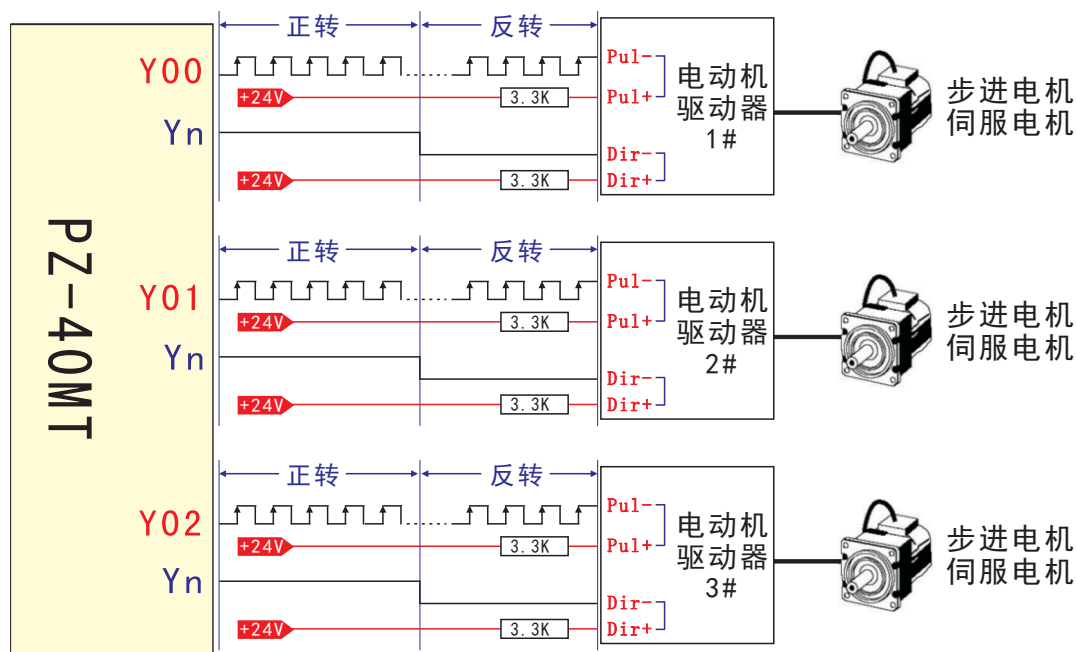 PZ-40MT
正转 反转
Y00
Pul-
+24V 3.3K Pul+
Yn
Dir-
+24V 3.3K Dir+
电动机
驱动器
1#
步进电机
伺服电机
正转 反转
Y01
Pul-
+24V 3.3K Pul+
Yn
Dir-
+24V 3.3K Dir+
电动机
驱动器
2#
步进电机
伺服电机
正转 反转
Y02
Pul-
+24V 3.3K Pul+
Yn
Dir-
+24V 3.3K Dir+
电动机
驱动器
3#
步进电机
伺服电机